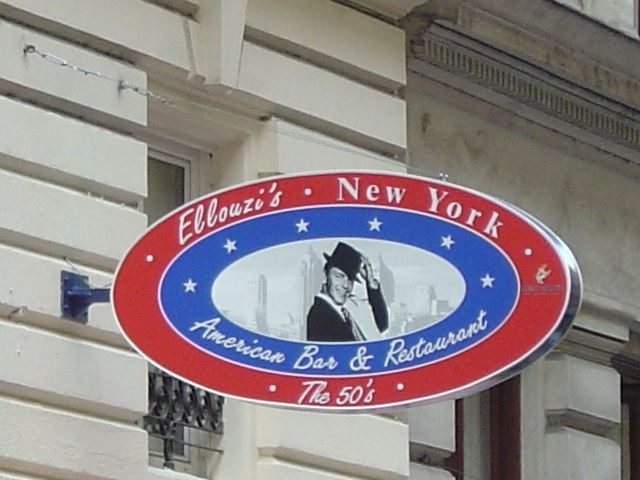 Ellouzi's · New York
American Bar & Restaurant
· The 50's ·